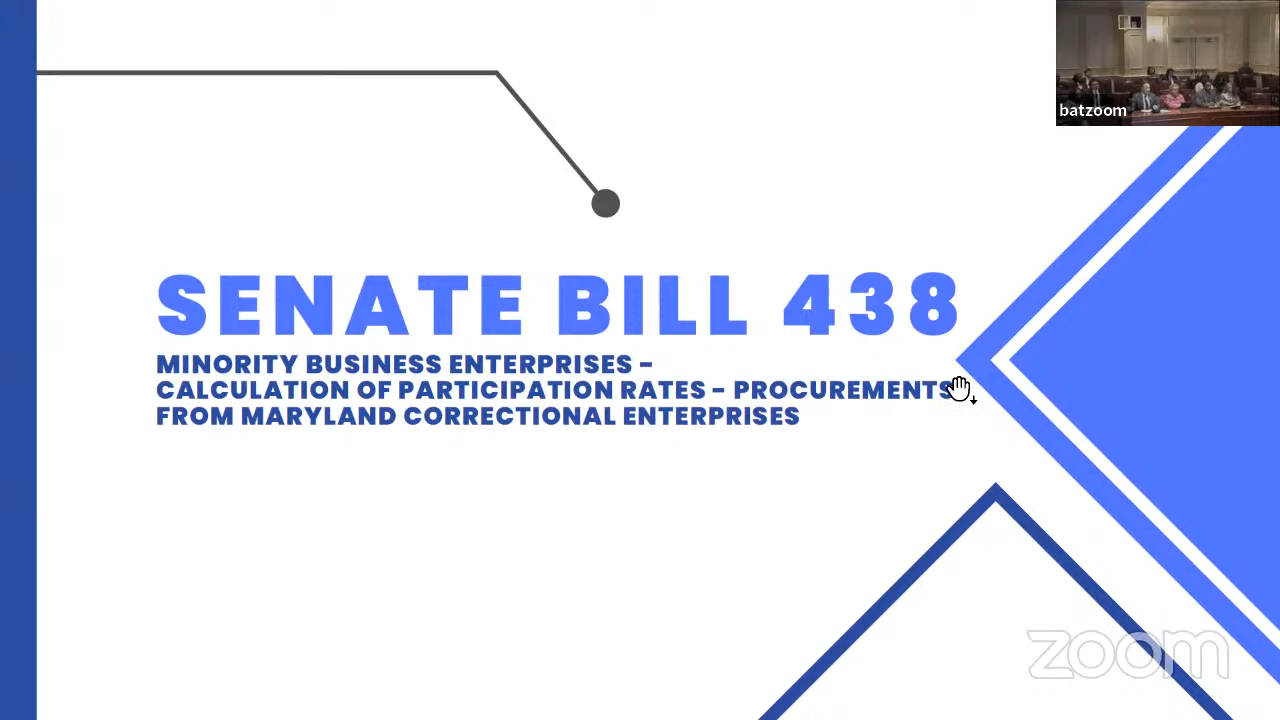 batzoom
SENATE BILL 438
MINORITY BUSINESS ENTERPRISES –
CALCULATION OF PARTICIPATION RATES – PROCUREMENTS
FROM MARYLAND CORRECTIONAL ENTERPRISES
zoom